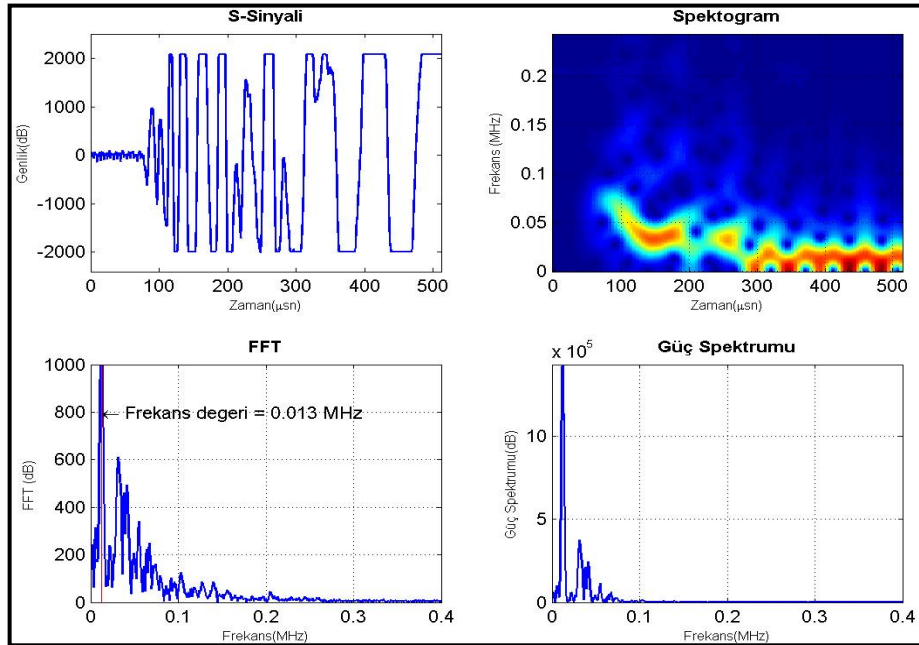 S-Sinyali
Genlik(dB)
2000
1000
0
-1000
-2000
0 100 200 300 400 500
Zaman(μsn)
Spektogram
Frekans (MHz)
0.2
0.15
0.1
0.05
0
100 200 300 400 500
Zaman(μsn)
FFT
FFT (dB)
1000
800
600
400
200
0
← Frekans degeri = 0.013 MHz
0 0.1 0.2 0.3 0.4
Frekans(MHz)
Güç Spektrumu
x 10⁵
Güç Spektrumu(dB)
10
5
0
0 0.1 0.2 0.3 0.4
Frekans(MHz)